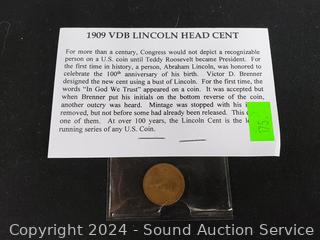 1909 VDB LINCOLN HEAD CENT
For more than a century, Congress would not depict a recognizable
person on a U.S. coin until Teddy Roosevelt became President. For
the first time in history, a person, Abraham Lincoln, was honored to
celebrate the 100th anniversary of his birth. Victor D. Brenner
designed the new cent using a bust of Lincoln. For the first time, the
words "In God We Trust" appeared on a coin. It was accepted but
when Brenner put his initials on the bottom reverse of the coin,
another outcry was heard. Mintage was stopped with his
removed, but not before some had already been released. This
one of them. At over 100 years, the Lincoln Cent is the
running series of any U.S. Coin.
175
Copyright 2024 - Sound Auction Service